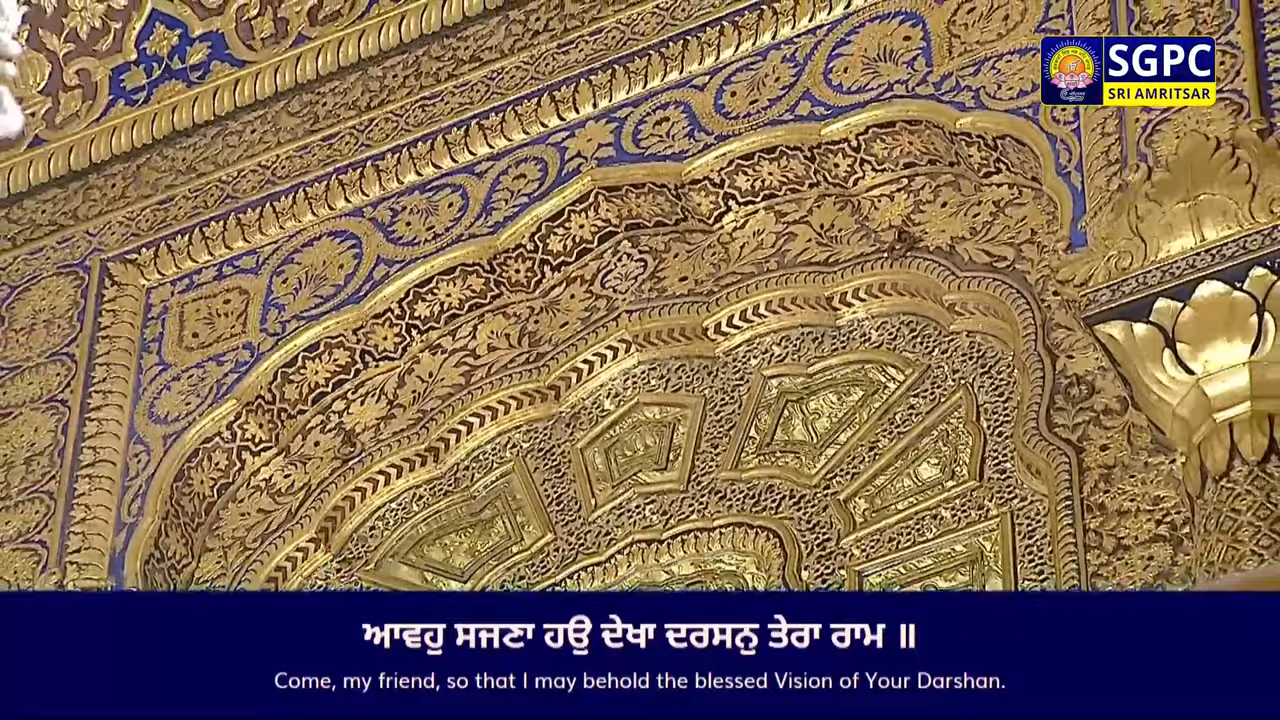 SGPC
SRI AMRITSAR
ਆਵਹੁ ਸਜਣਾ ਹਉ ਦੇਖਾ ਦਰਸਨੁ ਤੇਰਾ ਰਾਮ ॥
Come, my friend, so that I may behold the blessed Vision of Your Darshan.